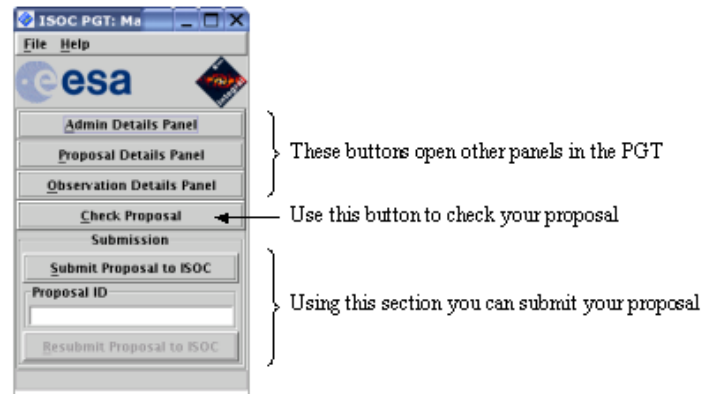 ISOC PGT: Ma
File Help
esa
integral
Admin Details Panel
Proposal Details Panel
Observation Details Panel
These buttons open other panels in the PGT
Check Proposal
Use this button to check your proposal
Submission
Submit Proposal to ISOC
Proposal ID
Using this section you can submit your proposal
Resubmit Proposal to ISOC